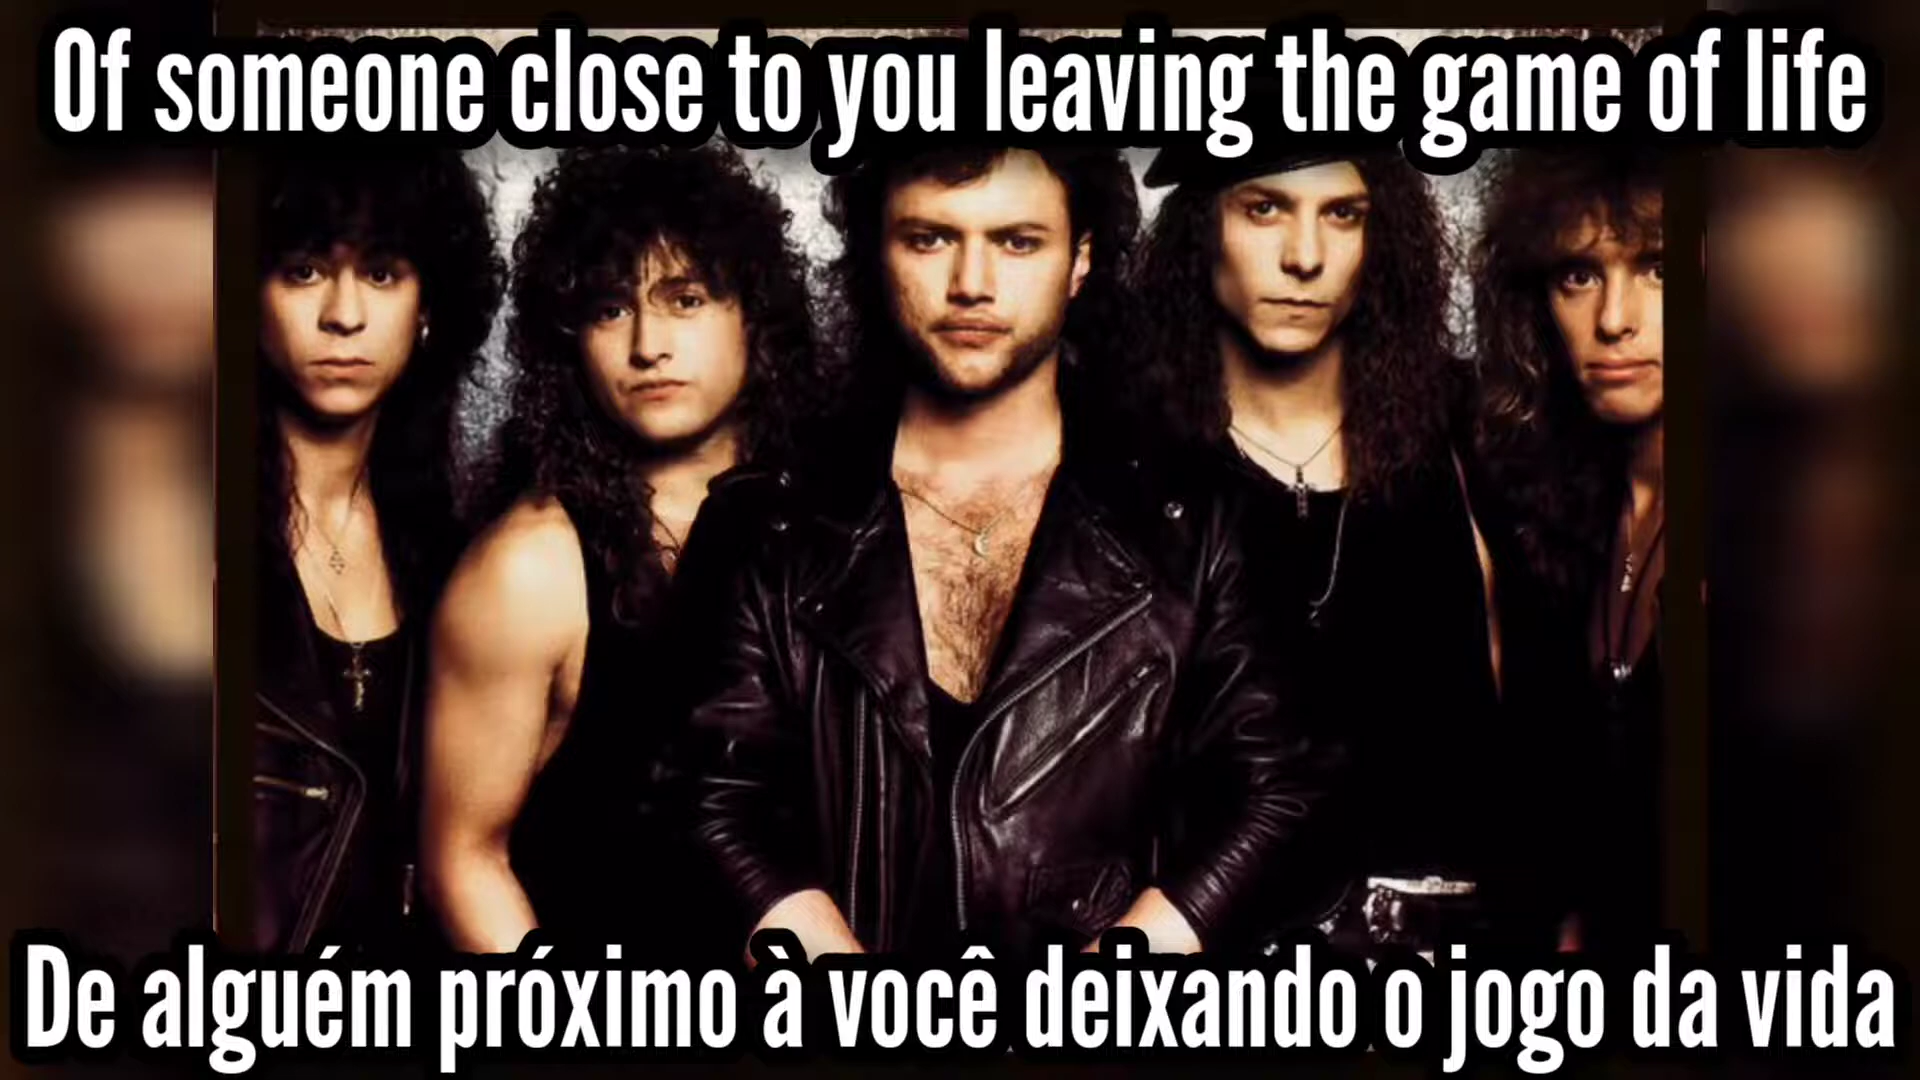 Of someone close to you leaving the game of life
De alguém próximo à você deixando o jogo da vida